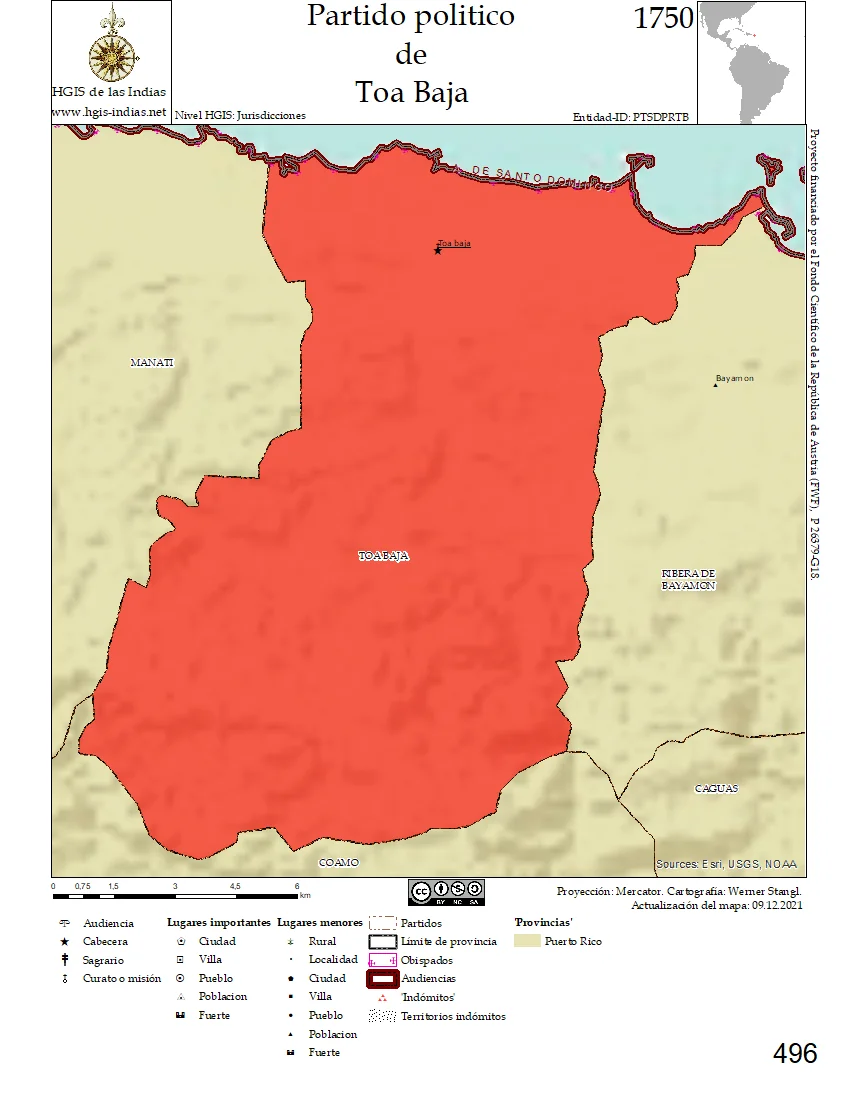 Partido politico
de
Toa Baja
1750
HGIS de las Indias
www.hgis-indias.net
Nivel HGIS: Jurisdicciones
Entidad-ID: PTSDPRTB
A. DE SANTO DOMINGO
Toa baja
MANATI
Bayamon
TOA BAJA
RIBERA DE
BAYAMON
CAGUAS
COAMO
Sources: Esri, USGS, NOAA
Proyecto financiado por el Fondo Científico de la República de Austria (FWF), P 26379-G18.
0 0,75 1,5 3 4,5 6
km
CC BY NC SA
Proyección: Mercator. Cartografía: Werner Stangl.
Actualización del mapa: 09.12.2021
Audiencia
Cabecera
Sagrario
Curato o misión
Lugares importantes
Ciudad
Villa
Pueblo
Poblacion
Fuerte
Lugares menores
Rural
Localidad
Ciudad
Villa
Pueblo
Poblacion
Fuerte
Partidos
Límite de provincia
Obispados
Audiencias
'Indómitos'
Territorios indómitos
'Provincias'
Puerto Rico
496